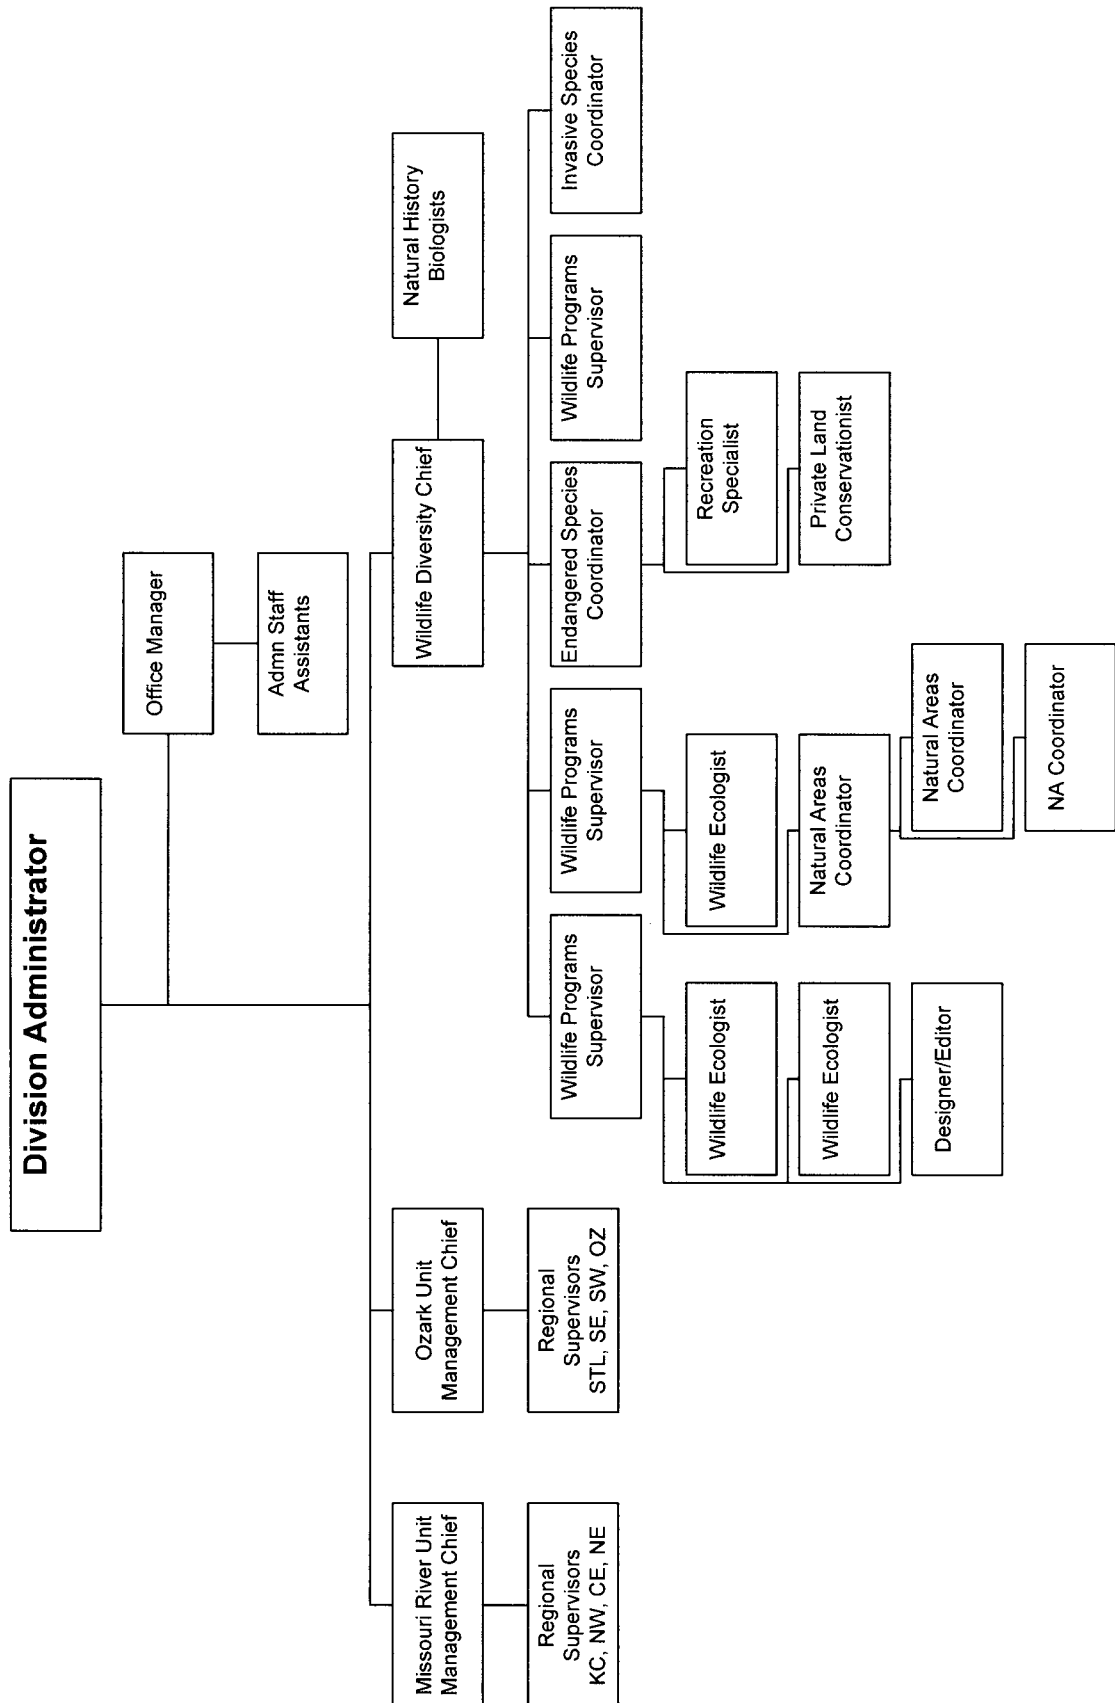 Division Administrator
Office Manager
Admn Staff
Assistants
Missouri River Unit
Management Chief
Ozark Unit
Management Chief
Wildlife Diversity Chief
Natural History
Biologists
Regional
Supervisors
KC, NW, CE, NE
Regional
Supervisors
STL, SE, SW, OZ
Wildlife Programs
Supervisor
Wildlife Programs
Supervisor
Endangered Species
Coordinator
Wildlife Programs
Supervisor
Invasive Species
Coordinator
Wildlife Ecologist
Wildlife Ecologist
Recreation
Specialist
Wildlife Ecologist
Natural Areas
Coordinator
Private Land
Conservationist
Designer/Editor
Natural Areas
Coordinator
NA Coordinator